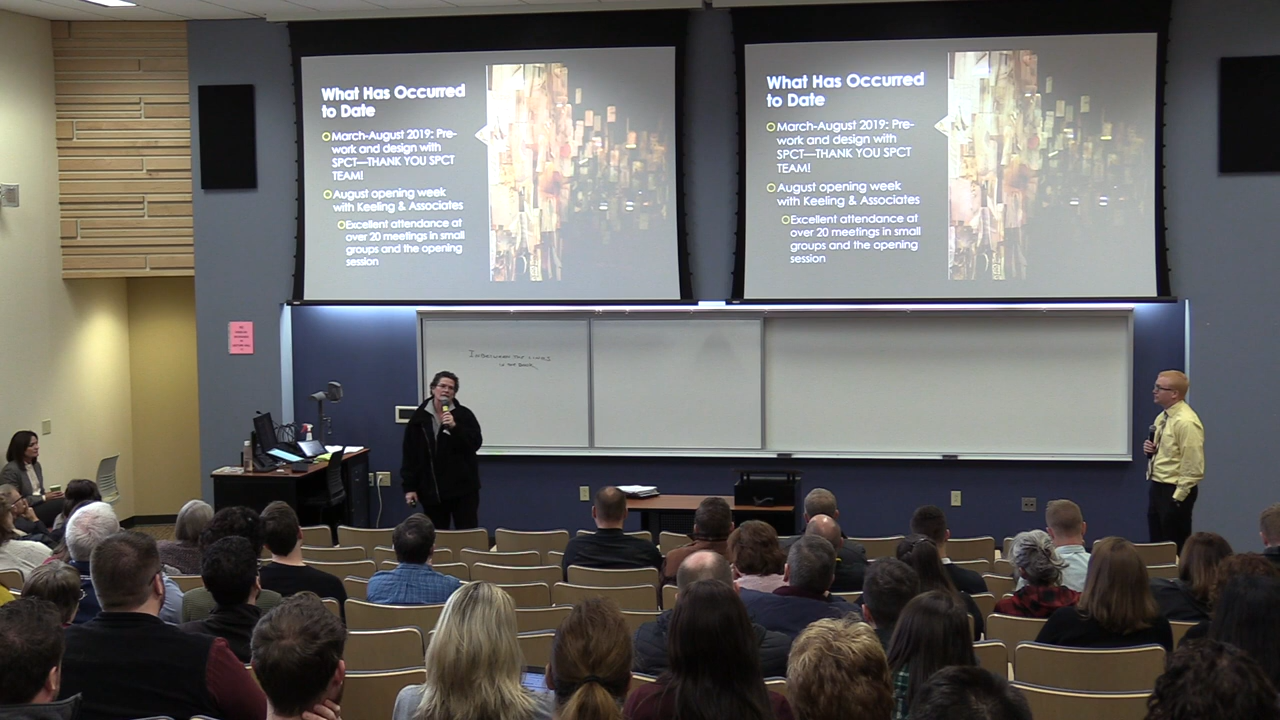 What Has Occurred
to Date
March-August 2019: Pre-
work and design with
SPCT—THANK YOU SPCT
TEAM!
August opening week
with Keeling & Associates
Excellent attendance at
over 20 meetings in small
groups and the opening
session
What Has Occurred
to Date
March-August 2019: Pre-
work and design with
SPCT—THANK YOU SPCT
TEAM!
August opening week
with Keeling & Associates
Excellent attendance at
over 20 meetings in small
groups and the opening
session